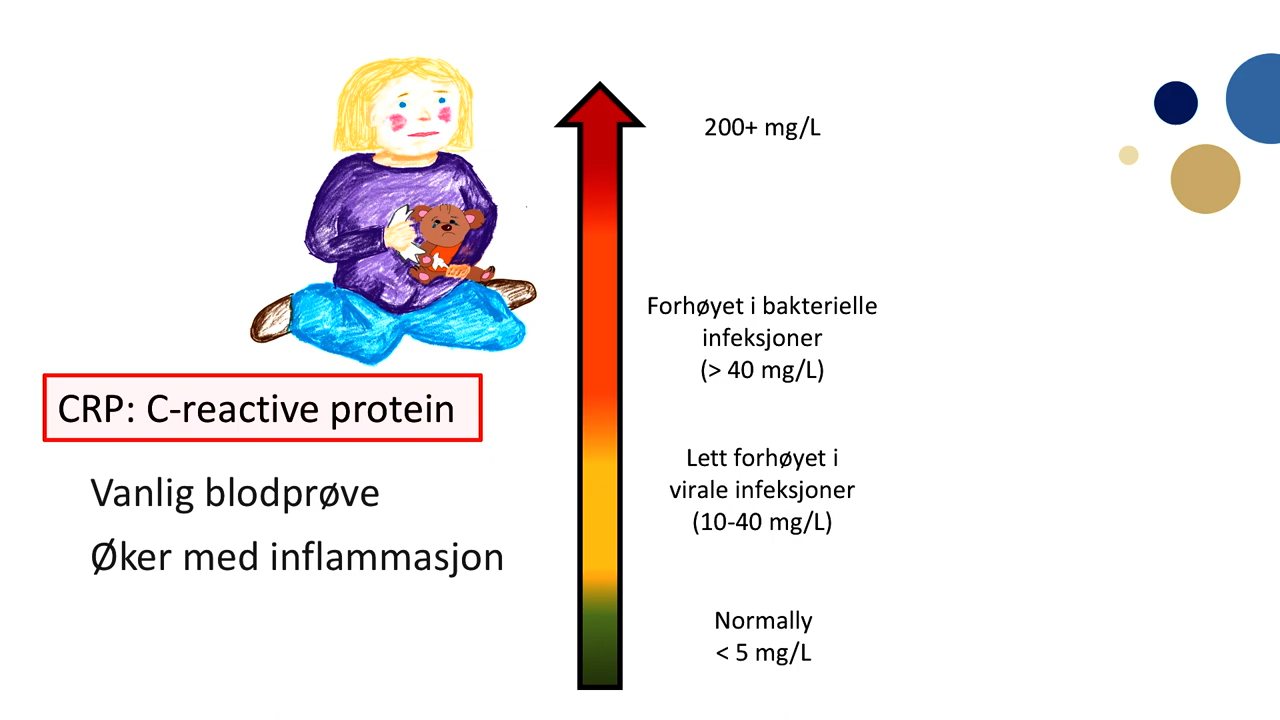 CRP: C-reactive protein
Vanlig blodprøve
Øker med inflammasjon
200+ mg/L
Forhøyet i bakterielle
infeksjoner
(> 40 mg/L)
Lett forhøyet i
virale infeksjoner
(10-40 mg/L)
Normally
< 5 mg/L